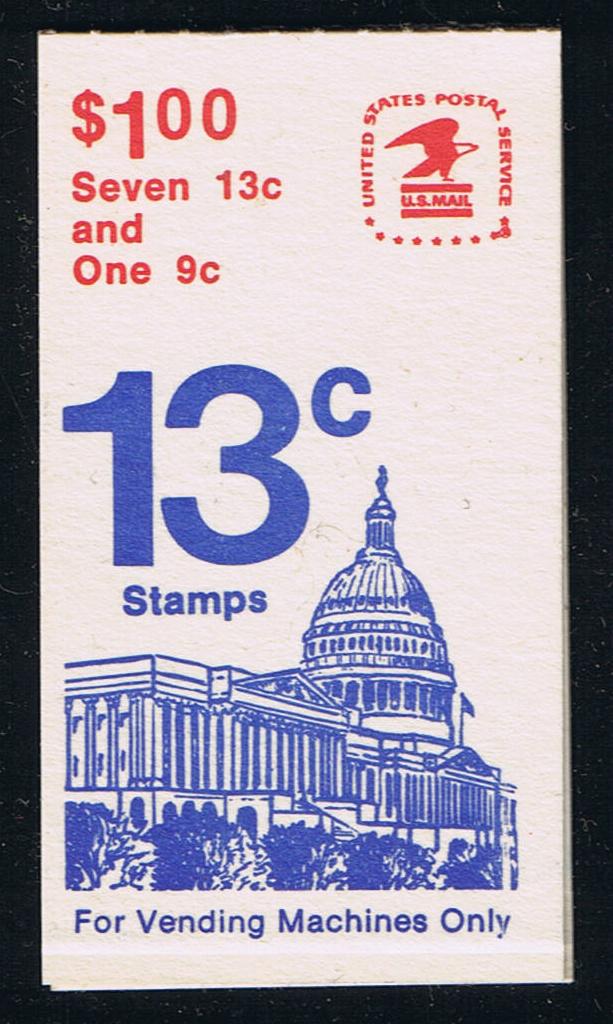 $1.00
Seven 13c
and
One 9c
UNITED STATES POSTAL SERVICE
U.S.MAIL
13c
Stamps
For Vending Machines Only